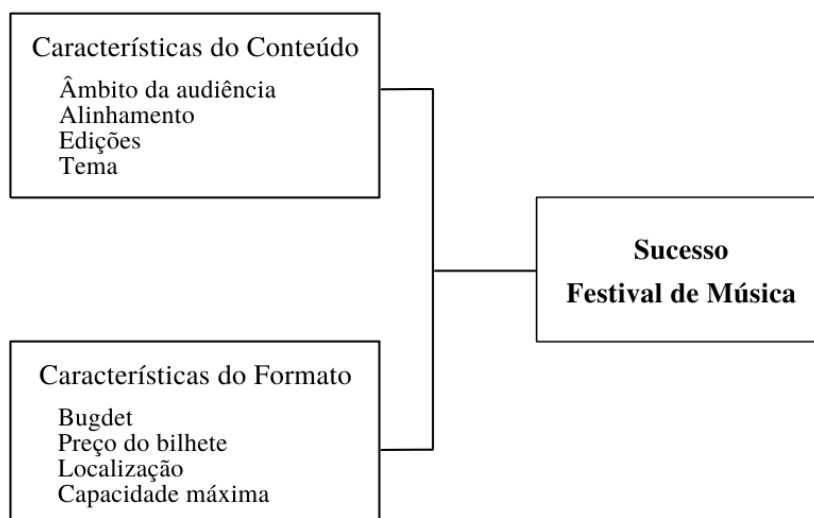 Características do Conteúdo
Âmbito da audiência
Alinhamento
Edições
Tema
Sucesso
Festival de Música
Características do Formato
Bugdet
Preço do bilhete
Localização
Capacidade máxima